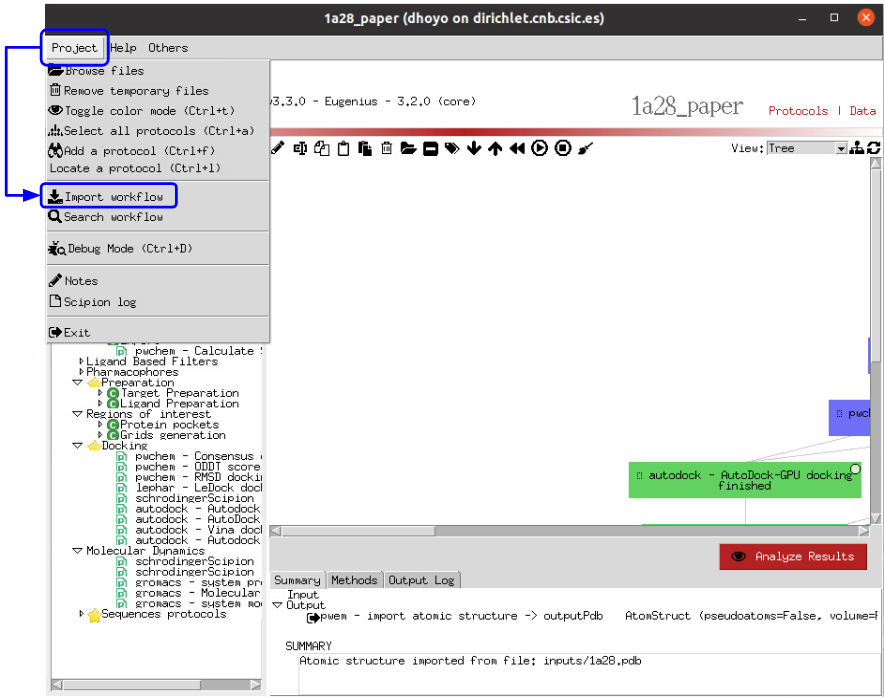 1a28_paper (dhoyo on dirichlet.cnb.csic.es)
Project Help Others
Browse files
Remove temporary files
Toggle color mode (Ctrl+t)
Select all protocols (Ctrl+a)
Add a protocol (Ctrl+f)
Locate a protocol (Ctrl+l)
Import workflow
Search workflow
Debug Mode (Ctrl+D)
Notes
Scipion log
Exit
v3.3.0 - Eugenius - 3.2.0 (core)
1a28_paper
Protocols | Data
View: Tree
pwchem - Calculate S
Ligand Based Filters
Pharmacophores
Preparation
Target Preparation
Ligand Preparation
Regions of interest
Protein pockets
Grids generation
Docking
pwchem - Consensus
pwchem - ODDT score
pwchem - RMSD docki
lephar - LeDock doc
schrodingerScipion
autodock - Autodock
autodock - AutoDock
autodock - Vina doc
autodock - Autodock
Molecular Dynamics
schrodingerScipion
schrodingerScipion
gromacs - system pr
gromacs - Molecular
gromacs - system mo
Sequences protocols
pwc
autodock - AutoDock-GPU docking
finished
Analyze Results
Summary Methods Output Log
Input
Output
pwem - import atomic structure -> outputPdb AtomStruct (pseudoatoms=False, volume=F
SUMMARY
Atomic structure imported from file: inputs/1a28.pdb